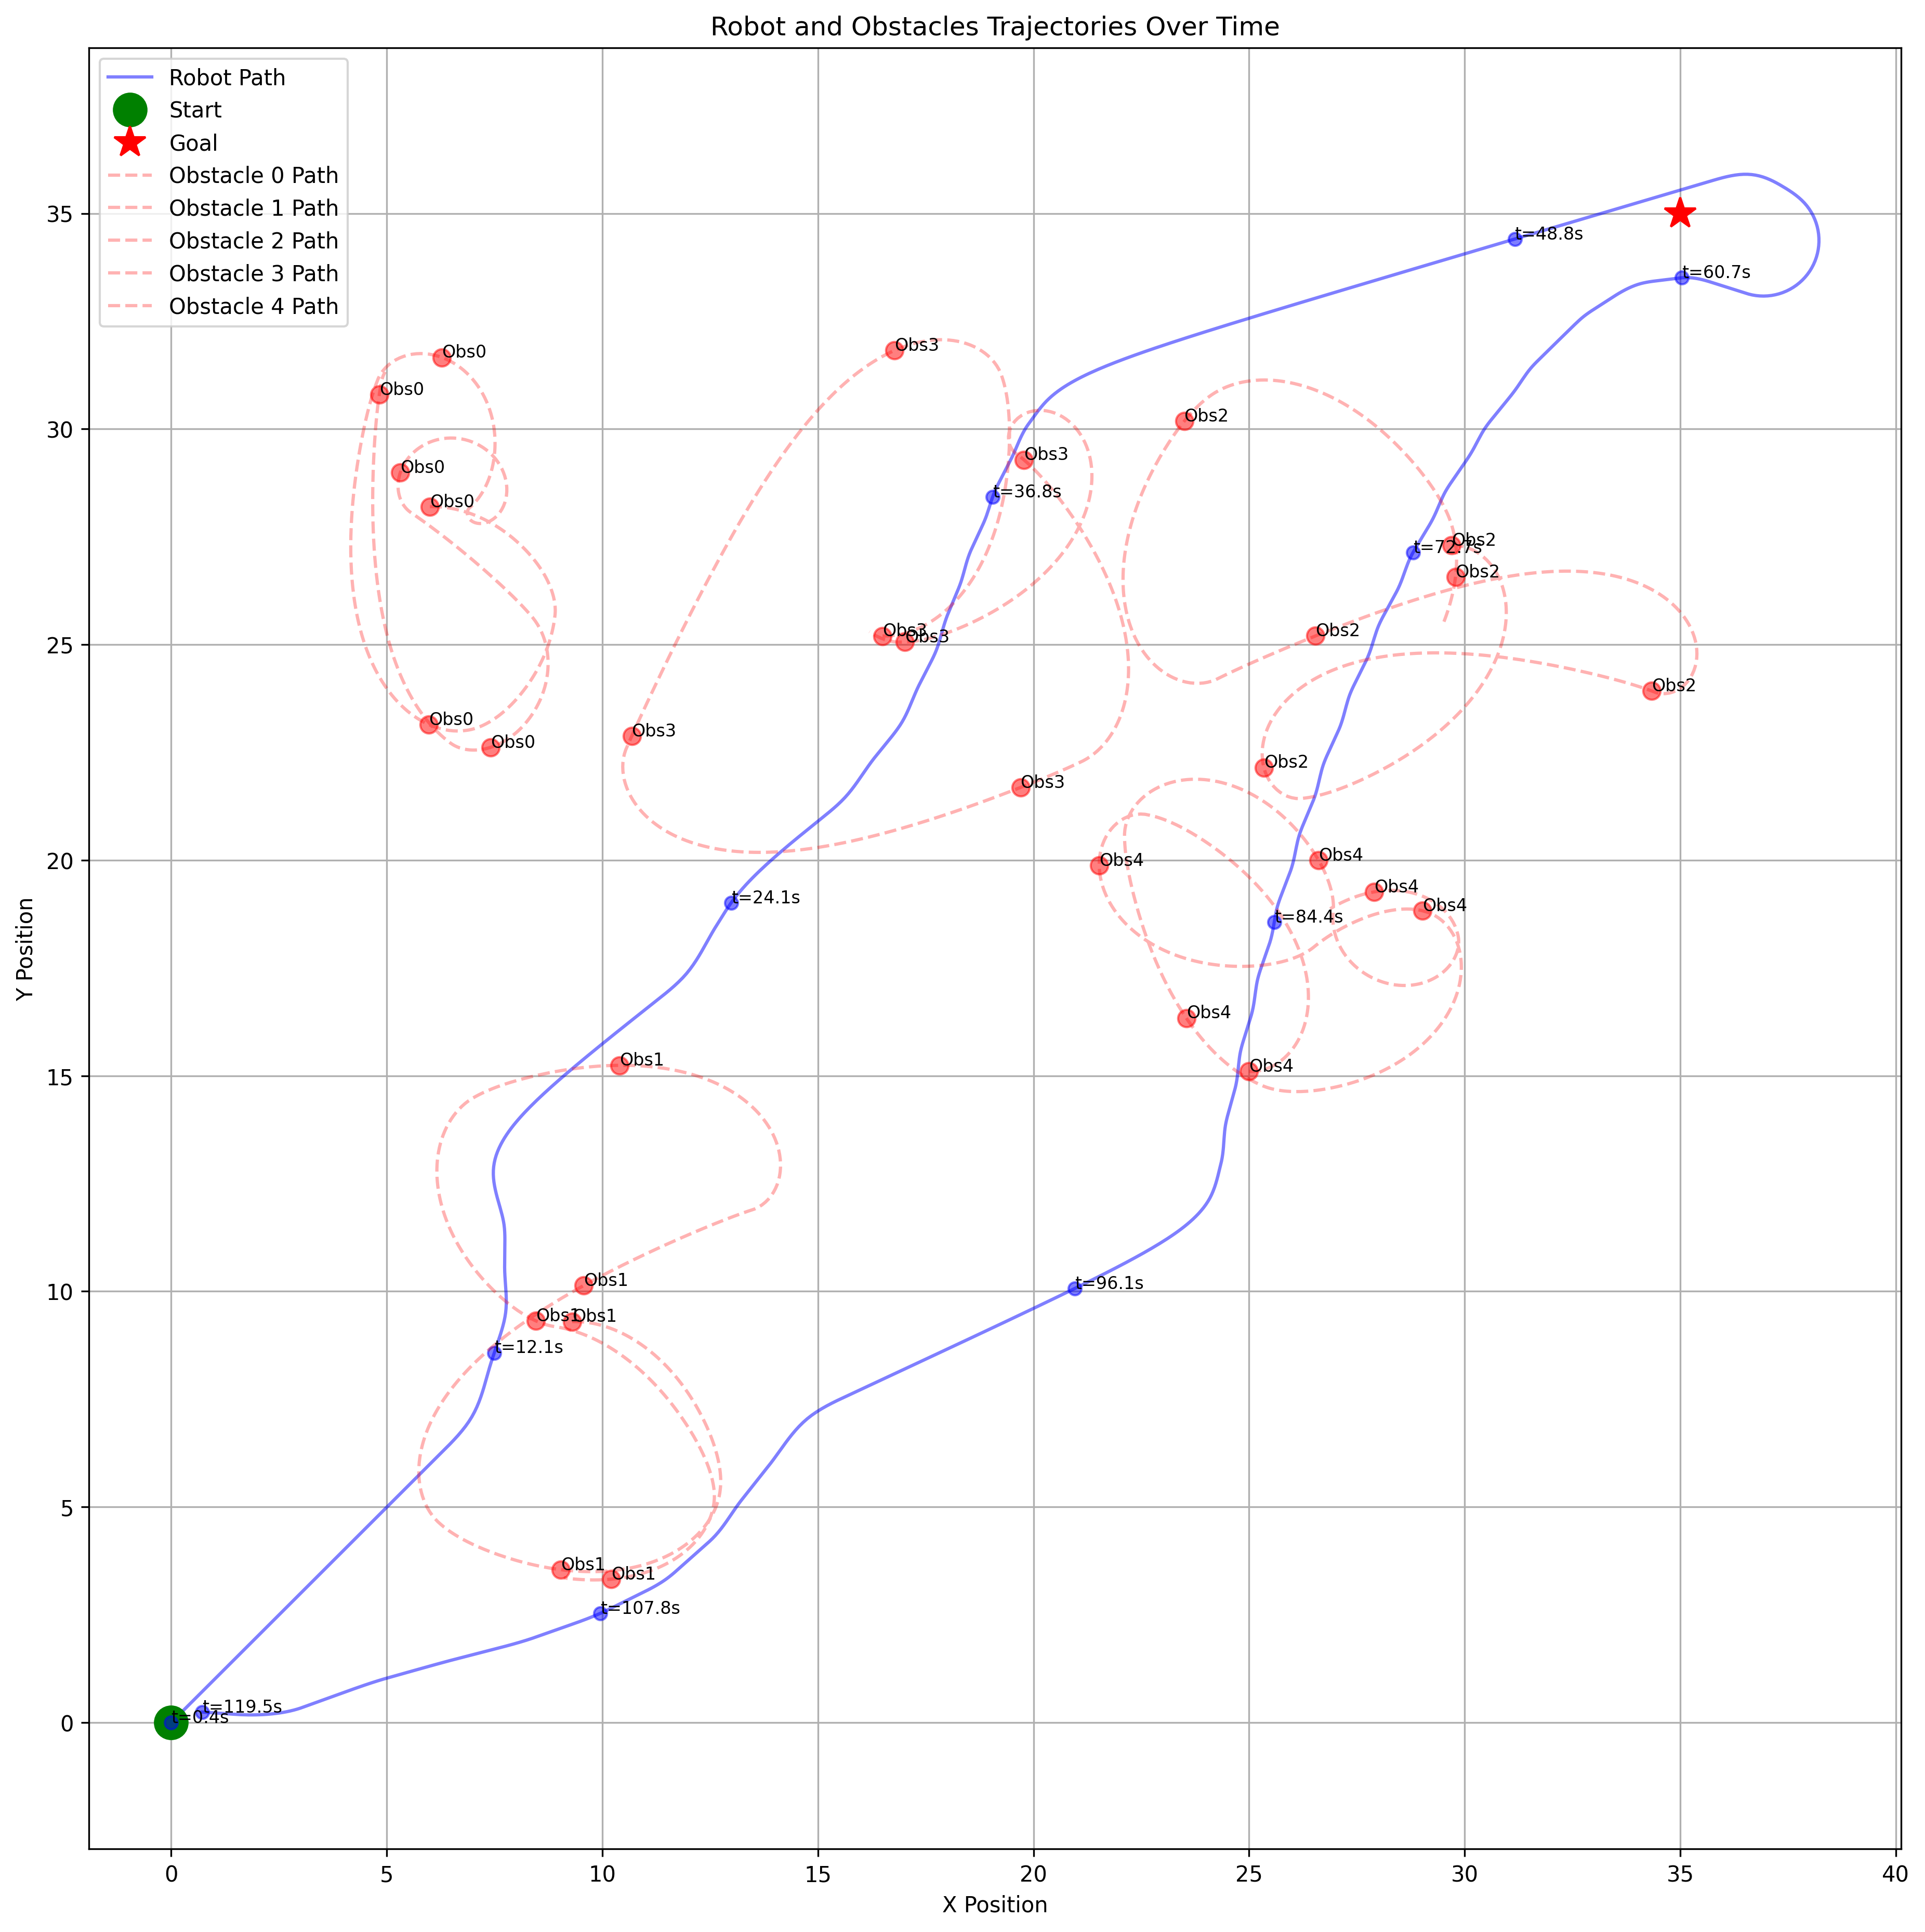 Robot and Obstacles Trajectories Over Time
Robot Path
Start
Goal
Obstacle 0 Path
Obstacle 1 Path
Obstacle 2 Path
Obstacle 3 Path
Obstacle 4 Path
35
30
25
20
15
10
5
0
Y Position
t=48.8s
t=60.7s
Obs0
Obs3
Obs0
Obs2
Obs3
Obs0
t=36.8s
Obs0
Obs2
t=72.7s
Obs2
Obs3
Obs3
Obs2
Obs2
Obs0
Obs3
Obs0
Obs2
Obs3
Obs4
Obs4
Obs4
t=24.1s
Obs4
t=84.4s
Obs4
Obs1
Obs4
Obs1
t=96.1s
Obs1
Obs1
t=12.1s
Obs1
Obs1
t=107.8s
t=119.5s
t=0.4s
0
5
10
15
20
25
30
35
40
X Position